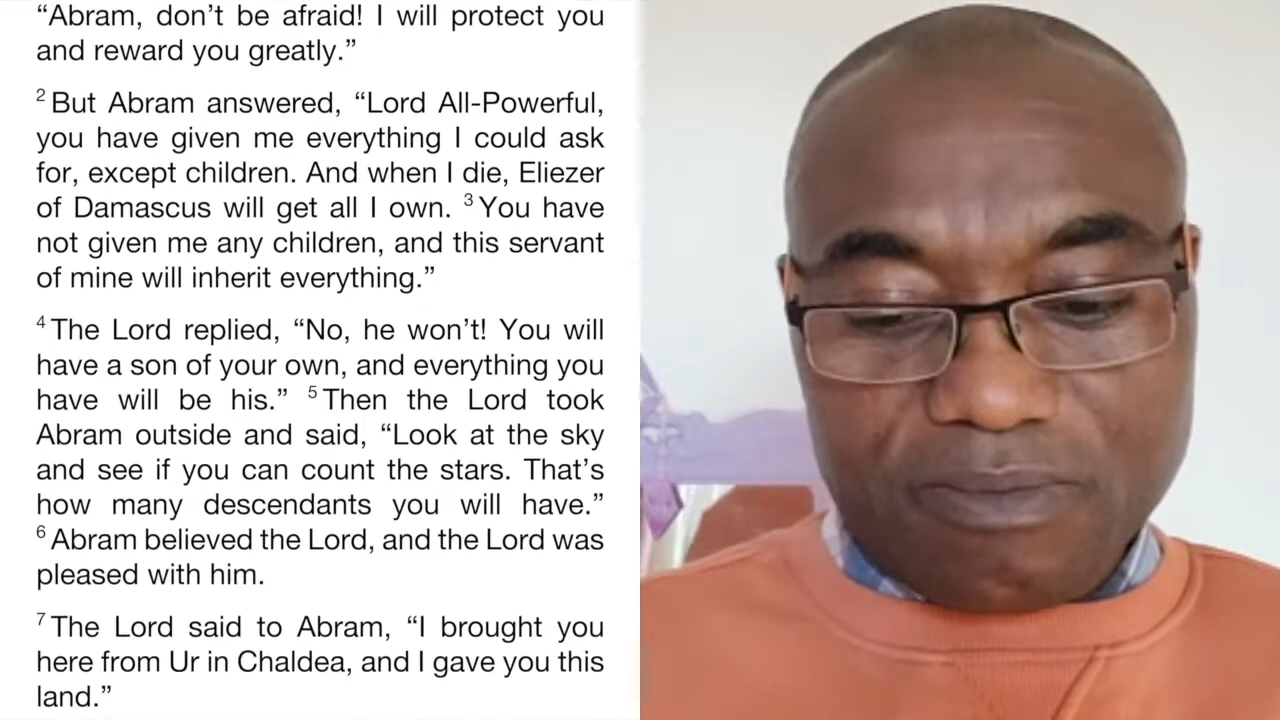 “Abram, don’t be afraid! I will protect you
and reward you greatly.”
2 But Abram answered, “Lord All-Powerful,
you have given me everything I could ask
for, except children. And when I die, Eliezer
of Damascus will get all I own. 3 You have
not given me any children, and this servant
of mine will inherit everything.”
4 The Lord replied, “No, he won’t! You will
have a son of your own, and everything you
have will be his.” 5 Then the Lord took
Abram outside and said, “Look at the sky
and see if you can count the stars. That’s
how many descendants you will have.”
6 Abram believed the Lord, and the Lord was
pleased with him.
7 The Lord said to Abram, “I brought you
here from Ur in Chaldea, and I gave you this
land.”